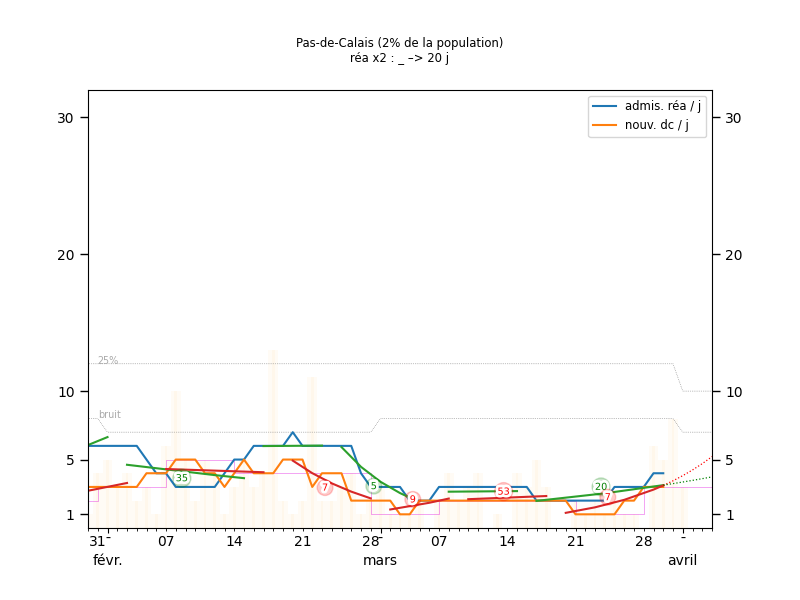 Pas-de-Calais (2% de la population)
réa x2 : _ –> 20 j
admis. réa / j
nouv. dc / j
30 30
20 20
25%
10 10
bruit
5 5
35 7 5 9 53 20 7
1 1
31 07 14 21 28 07 14 21 28
févr. mars avril